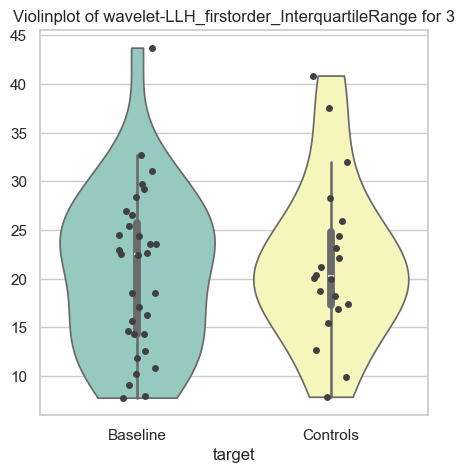 Violinplot of wavelet-LLH_firstorder_InterquartileRange for 3
45
40
35
30
25
20
15
10
Baseline Controls
target